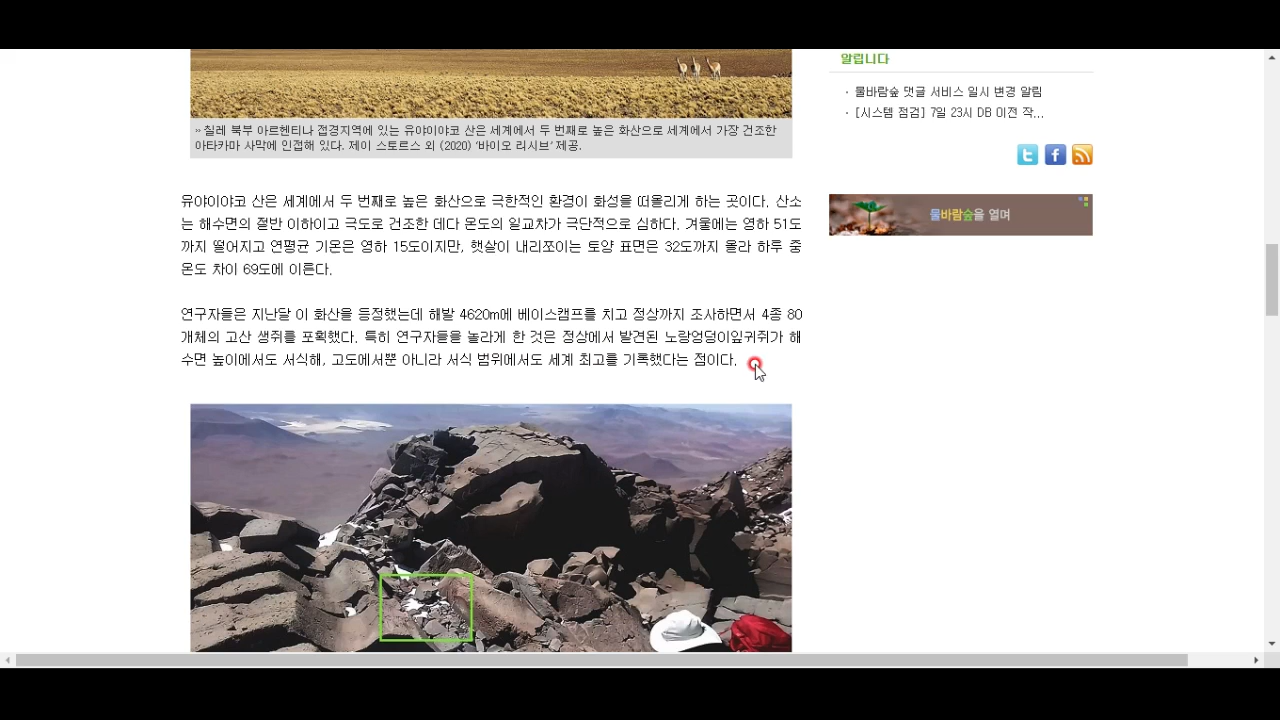 » 칠레 북부 아르헨티나 접경지역에 있는 유야이야코 산은 세계에서 두 번째로 높은 화산으로 세계에서 가장 건조한
아타카마 사막에 인접해 있다. 제이 스토르스 외 (2020) ‘바이오 리시브’ 제공.
유야이야코 산은 세계에서 두 번째로 높은 화산으로 극한적인 환경이 화성을 떠올리게 하는 곳이다. 산소
는 해수면의 절반 이하이고 극도로 건조한 데다 온도의 일교차가 극단적으로 심하다. 겨울에는 영하 51도
까지 떨어지고 연평균 기온은 영하 15도이지만, 햇살이 내리쪼이는 토양 표면은 32도까지 올라 하루 중
온도 차이 69도에 이른다.
연구자들은 지난달 이 화산을 등정했는데 해발 4620m에 베이스캠프를 치고 정상까지 조사하면서 4종 80
개체의 고산 생쥐를 포획했다. 특히 연구자들을 놀라게 한 것은 정상에서 발견된 노랑엉덩이잎귀쥐가 해
수면 높이에서도 서식해, 고도에서뿐 아니라 서식 범위에서도 세계 최고를 기록했다는 점이다.
알립니다
· 물바람숲 댓글 서비스 일시 변경 알림
· [시스템 점검] 7일 23시 DB 이전 작...
물바람숲을 열며